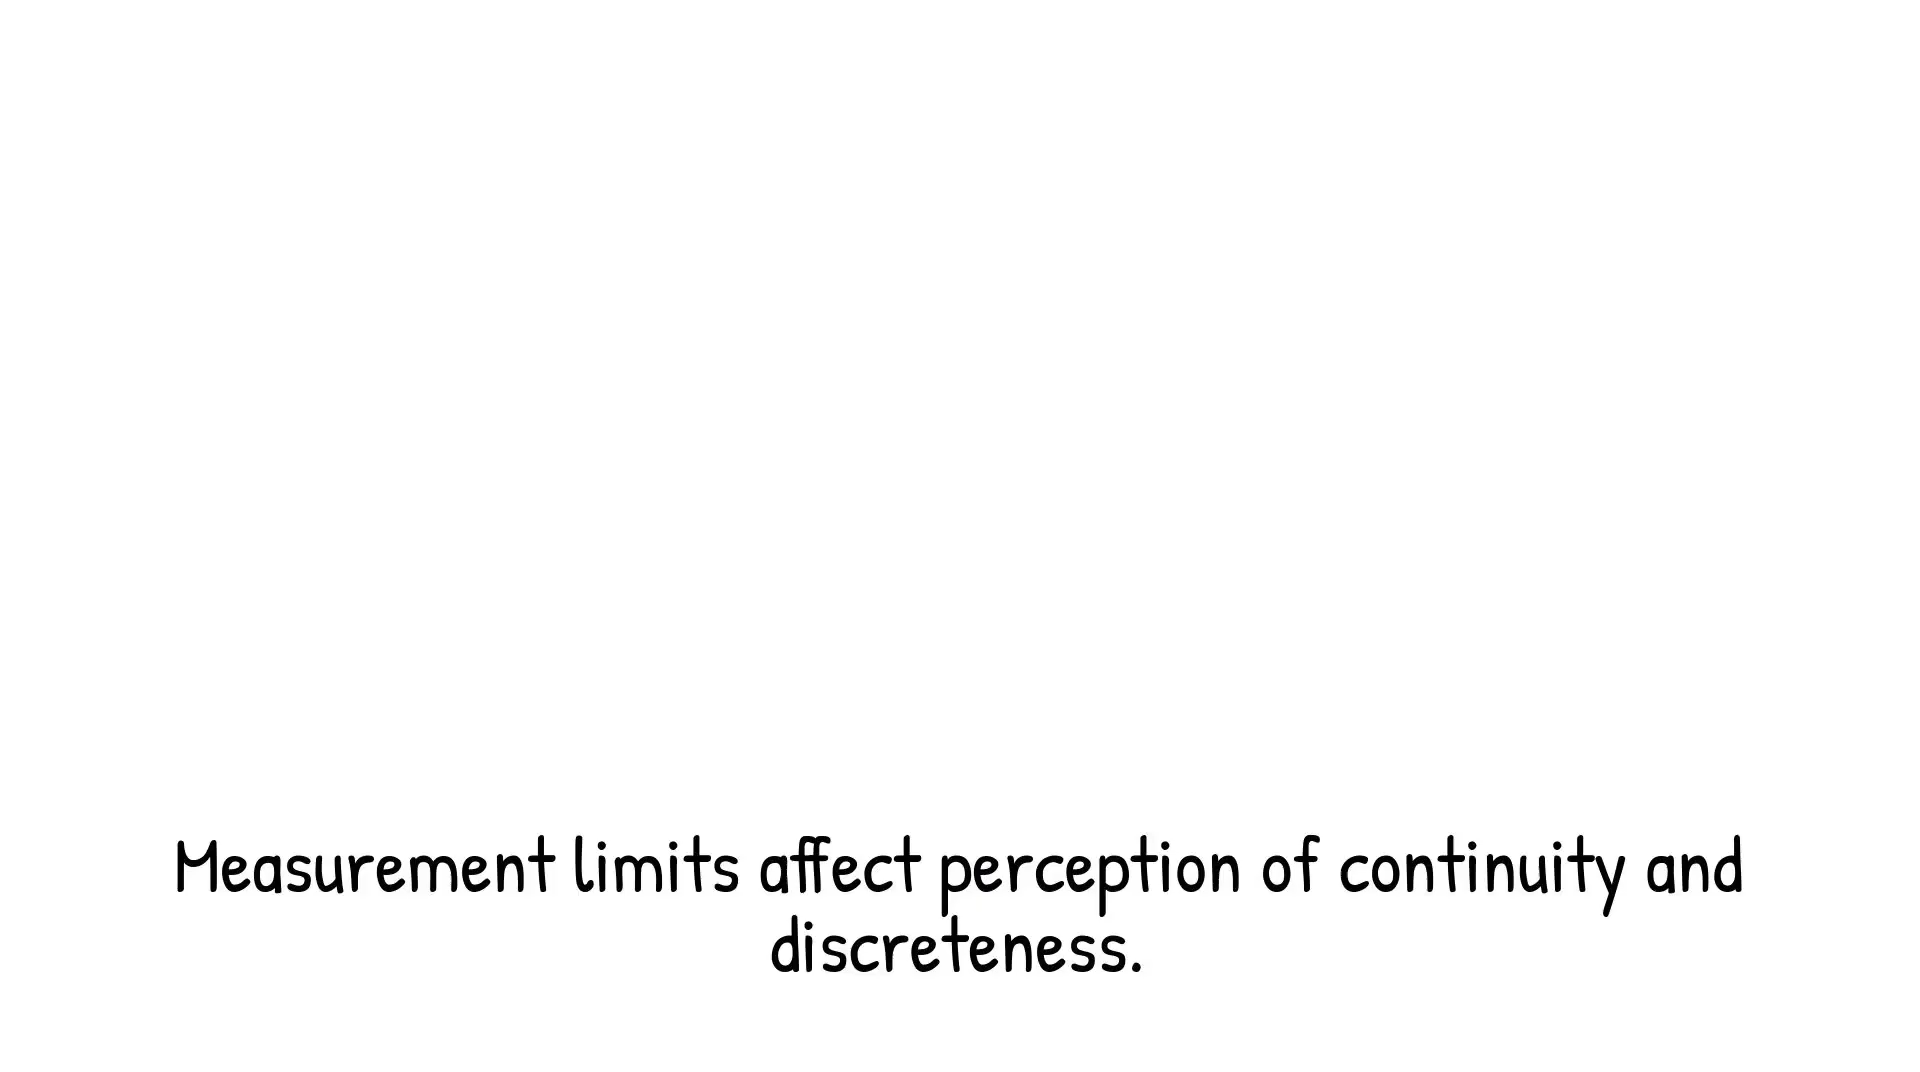 Measurement limits affect perception of continuity and
discreteness.